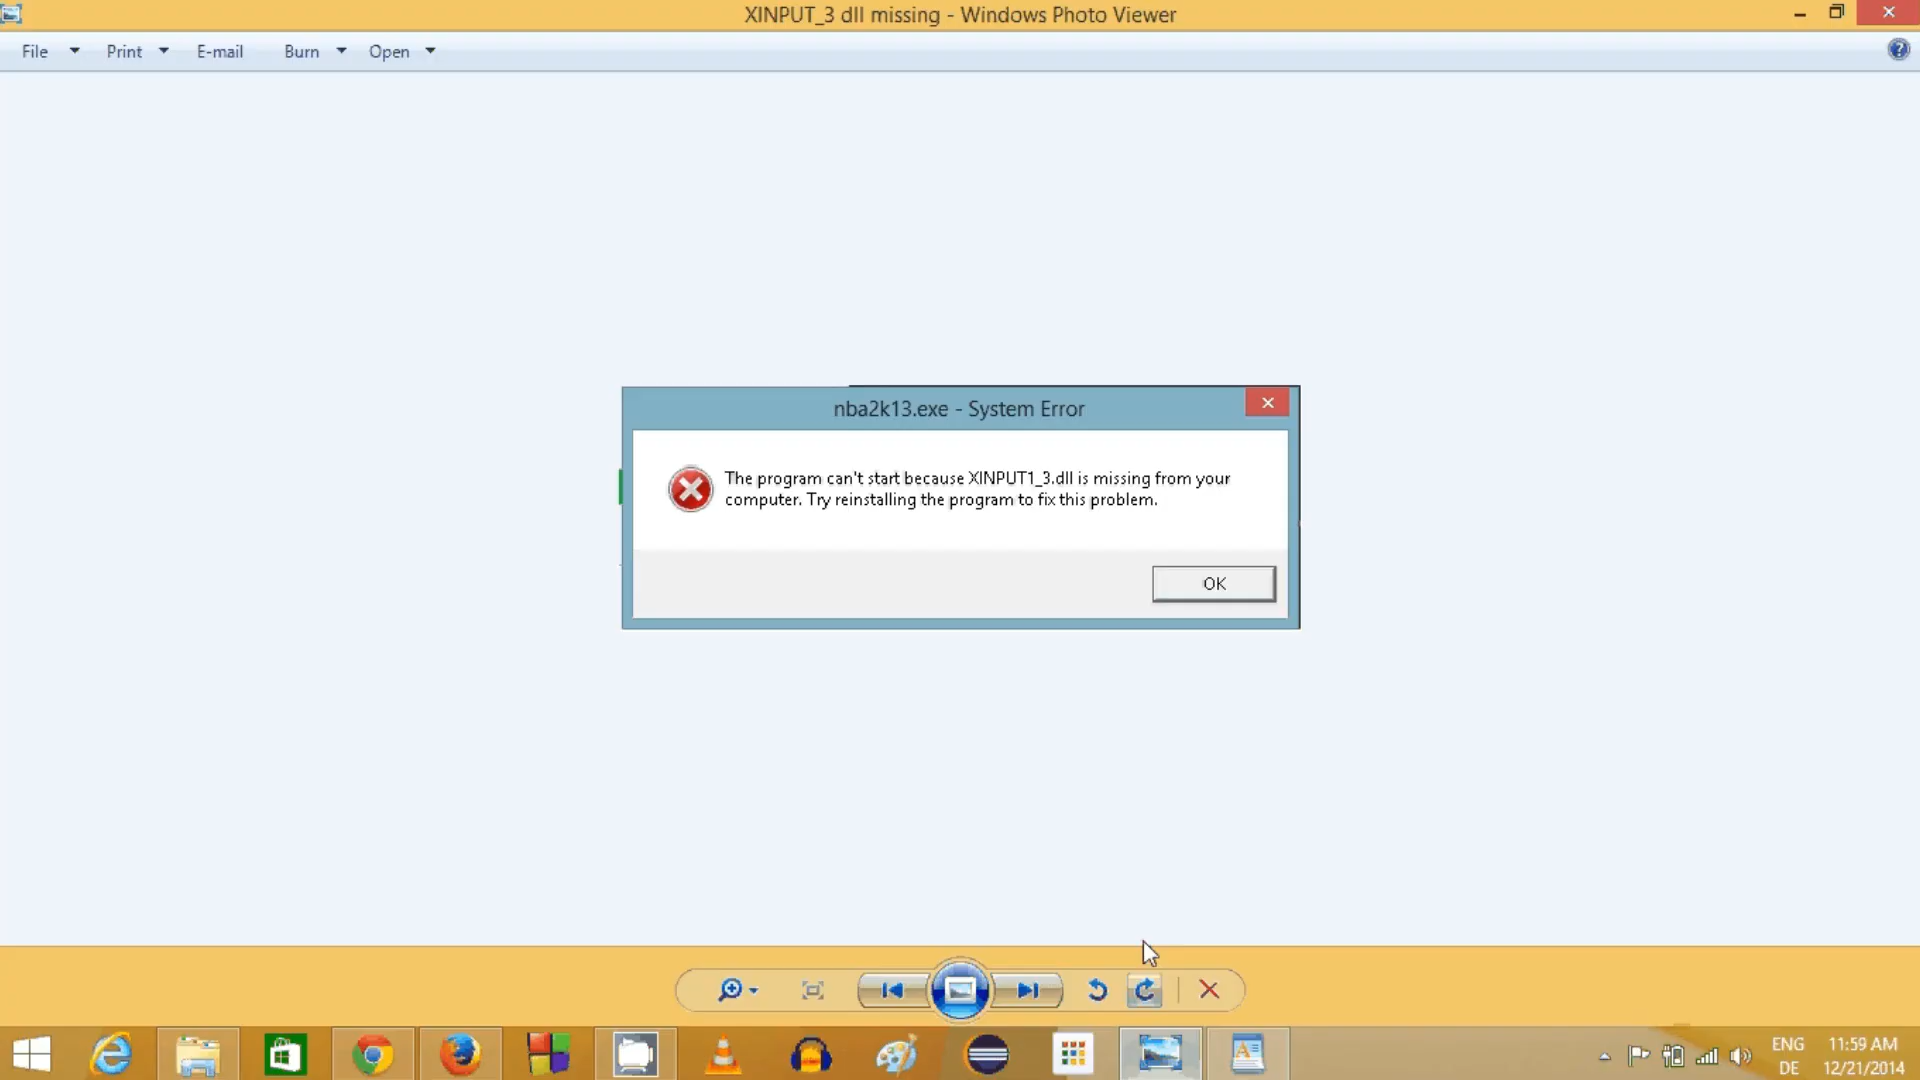 XINPUT_3 dll missing - Windows Photo Viewer
File Print E-mail Burn Open
nba2k13.exe - System Error
The program can't start because XINPUT1_3.dll is missing from your
computer. Try reinstalling the program to fix this problem.
OK
ENG 11:59 AM
DE 12/21/2014